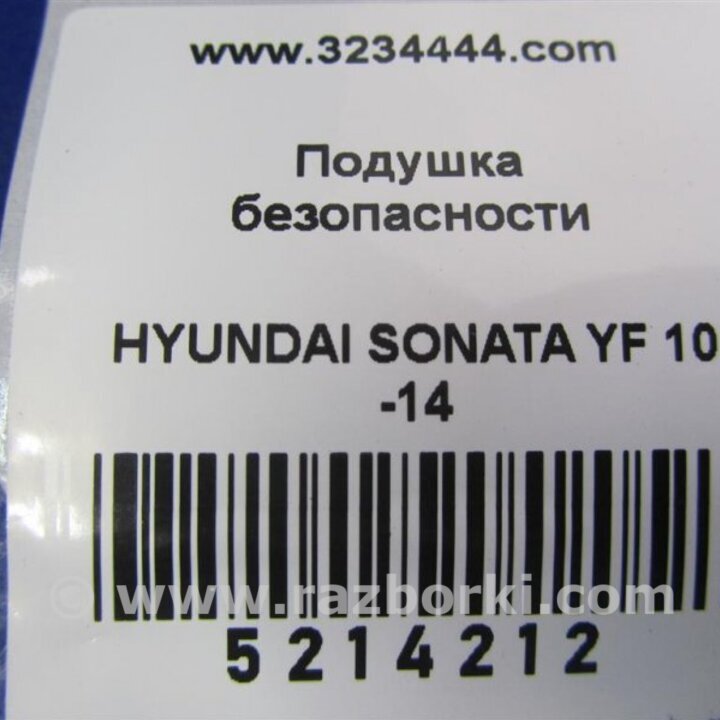 www.3234444.com
Подушка
безопасности
HYUNDAI SONATA YF 10
-14
© www.razborki.com
5214212